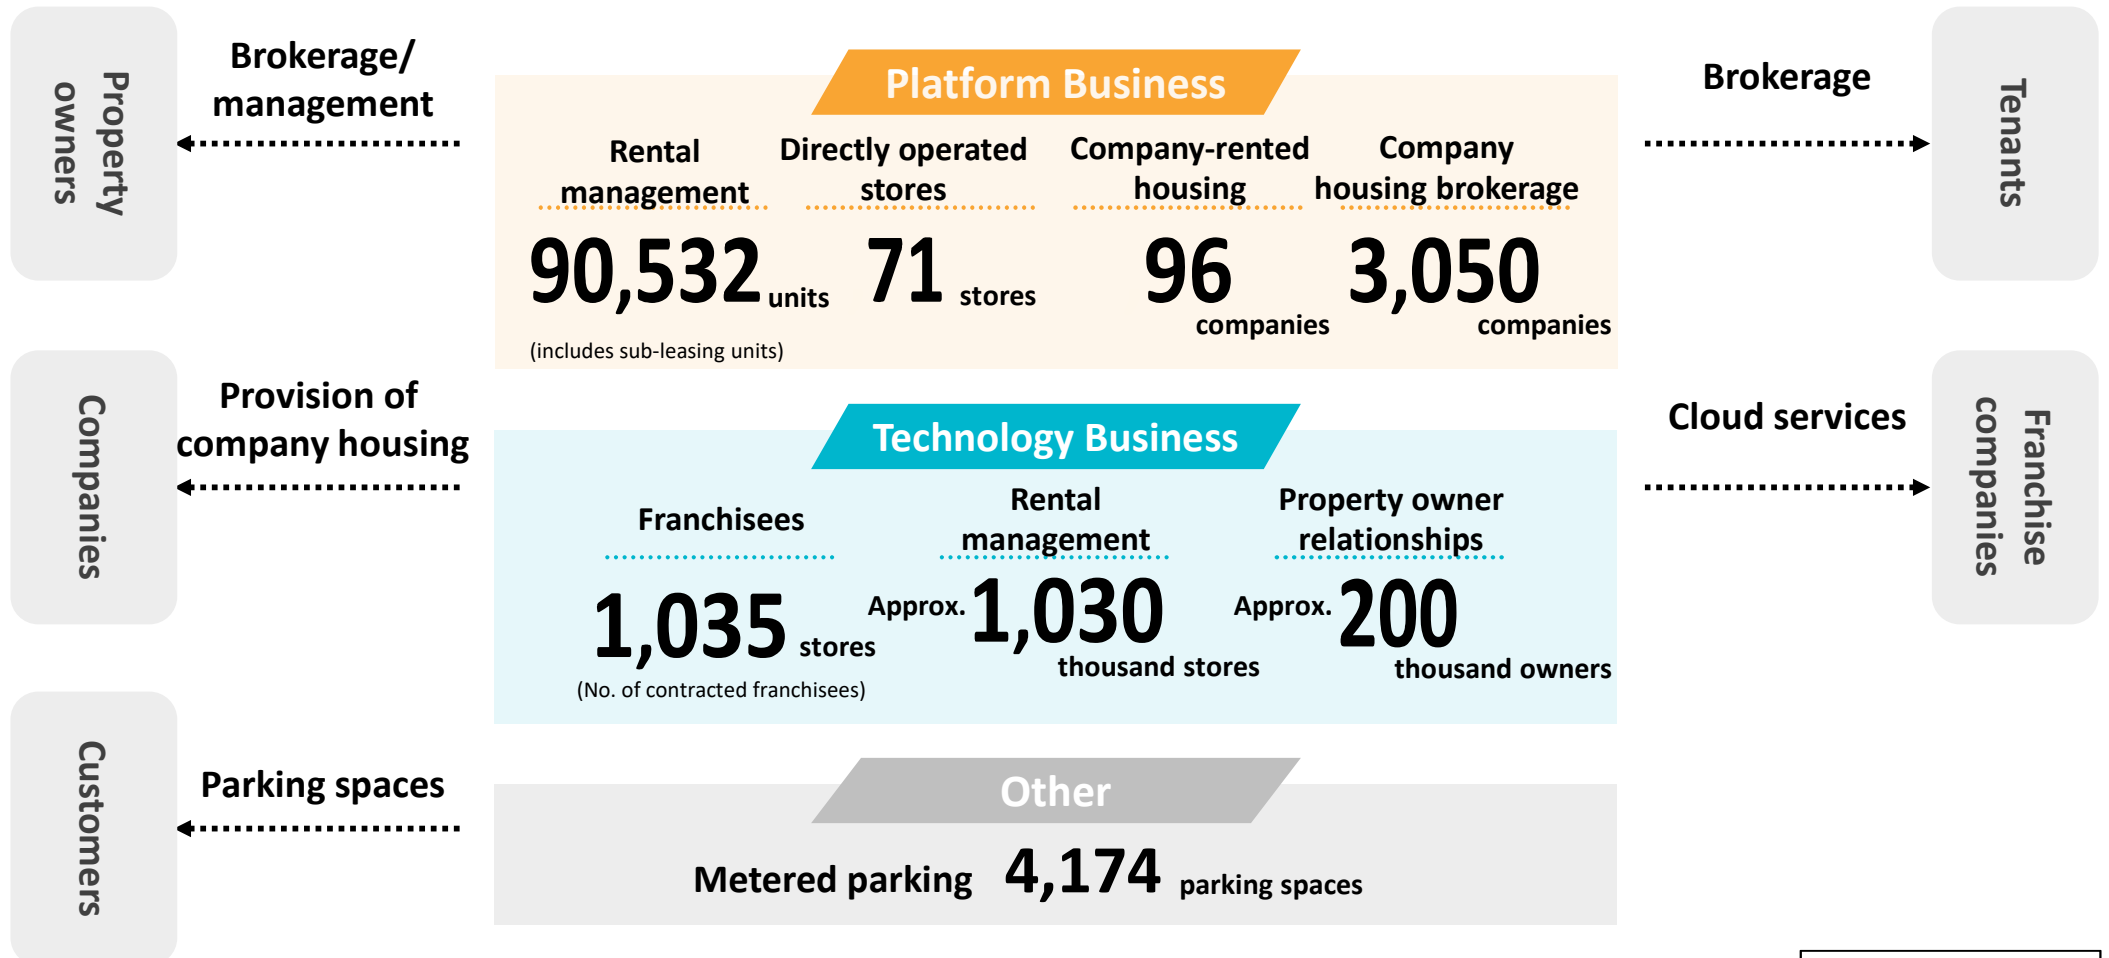 Property
owners
Brokerage/
management
Platform Business
Rental
management
90,532 units
(includes sub-leasing units)
Directly operated
stores
71 stores
Company-rented
housing
96
companies
Company
housing brokerage
3,050
companies
Brokerage
Tenants
Companies
Provision of
company housing
Technology Business
Franchisees
1,035 stores
(No. of contracted franchisees)
Rental
management
Approx. 1,030
thousand stores
Property owner
relationships
Approx. 200
thousand owners
Cloud services
Franchise
companies
Customers
Parking spaces
Other
Metered parking 4,174 parking spaces